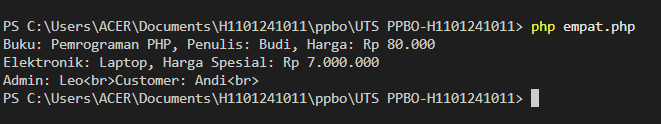 PS C:\Users\ACER\Documents\H1101241011\ppbo\UTS PPBO-H1101241011> php empat.php
Buku: Pemrograman PHP, Penulis: Budi, Harga: Rp 80.000
Elektronik: Laptop, Harga Spesial: Rp 7.000.000
Admin: Leo<br>Customer: Andi<br>
PS C:\Users\ACER\Documents\H1101241011\ppbo\UTS PPBO-H1101241011>